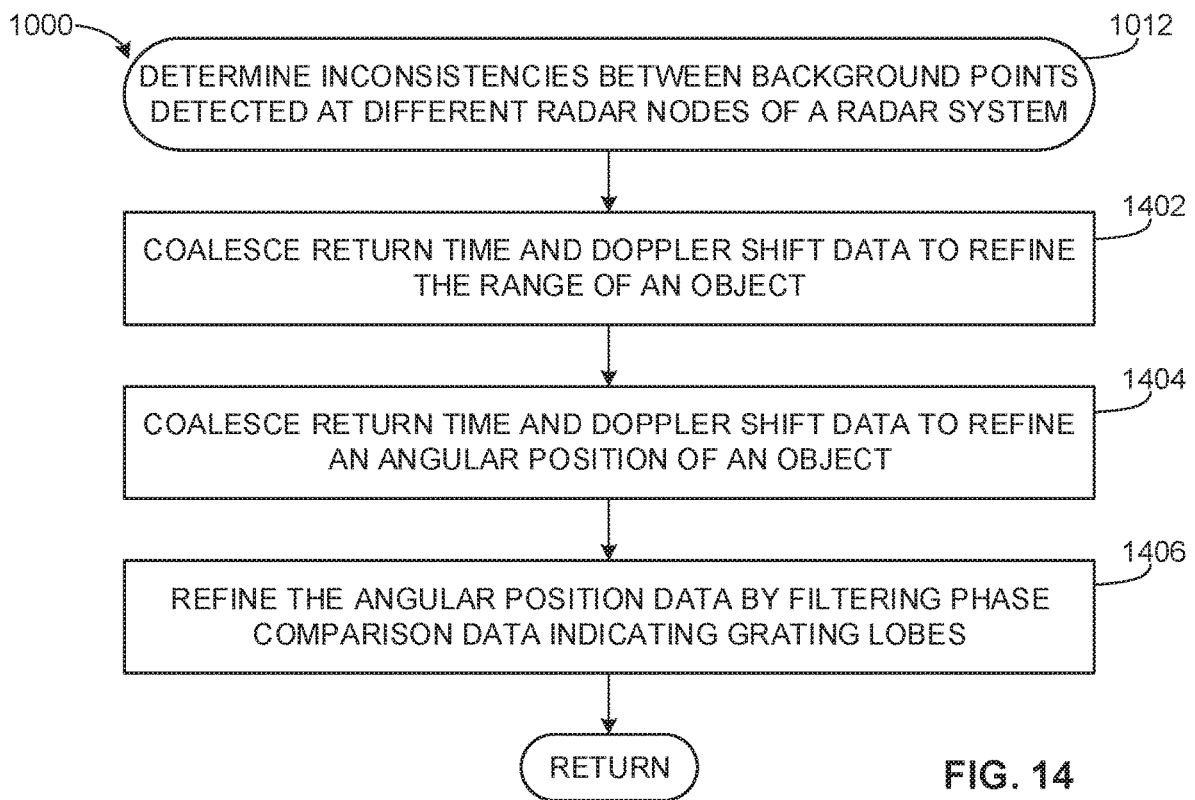 1000
1012
DETERMINE INCONSISTENCIES BETWEEN BACKGROUND POINTS
DETECTED AT DIFFERENT RADAR NODES OF A RADAR SYSTEM
1402
COALESCE RETURN TIME AND DOPPLER SHIFT DATA TO REFINE
THE RANGE OF AN OBJECT
1404
COALESCE RETURN TIME AND DOPPLER SHIFT DATA TO REFINE
AN ANGULAR POSITION OF AN OBJECT
1406
REFINE THE ANGULAR POSITION DATA BY FILTERING PHASE
COMPARISON DATA INDICATING GRATING LOBES
RETURN
FIG. 14